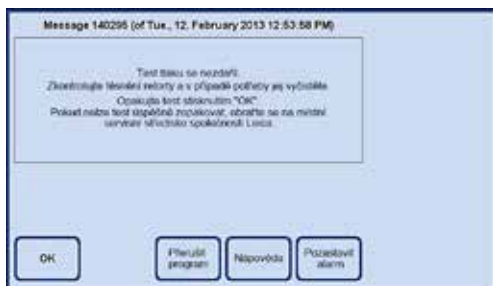 Message 140295 (of Tue., 12. February 2013 12:53:58 PM)
Test tlaku se nezdařil.
Zkontrolujte těsnění retorty a v případě potřeby jej vyčistěte.
Opakujte test stisknutím "OK".
Pokud nelze test úspěšně zopakovat, obraťte se na místní
servisní středisko společnosti Leica.
OK
Přerušit
program
Nápověda
Pozastavit
alarm